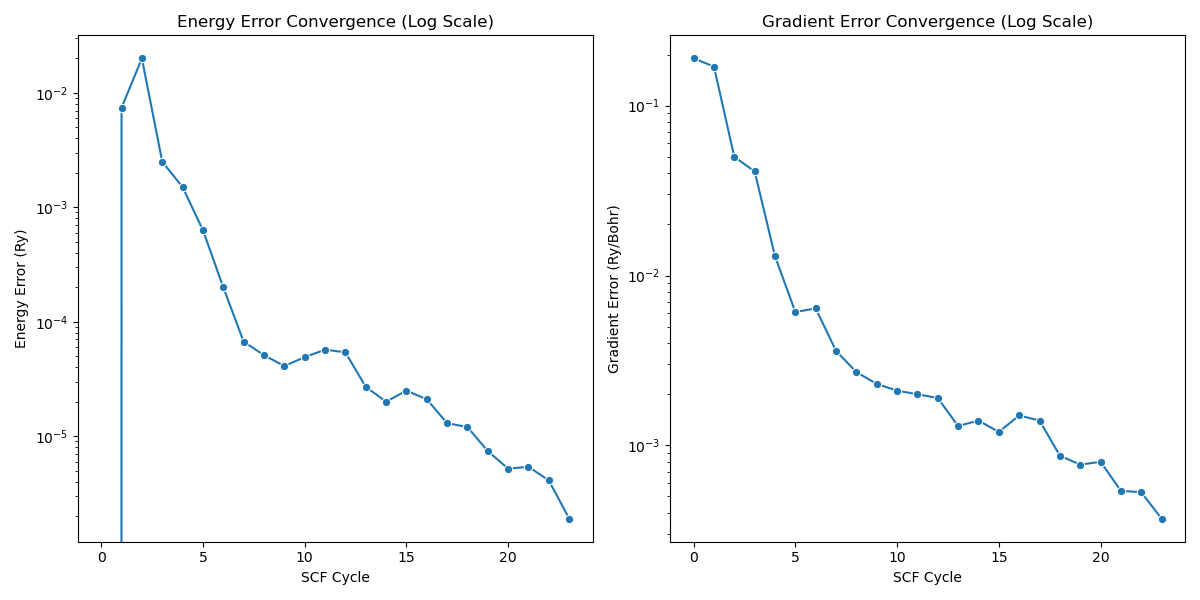 Energy Error Convergence (Log Scale)
Energy Error (Ry)
10⁻²
10⁻³
10⁻⁴
10⁻⁵
0 5 10 15 20
SCF Cycle
Gradient Error Convergence (Log Scale)
Gradient Error (Ry/Bohr)
10⁻¹
10⁻²
10⁻³
0 5 10 15 20
SCF Cycle